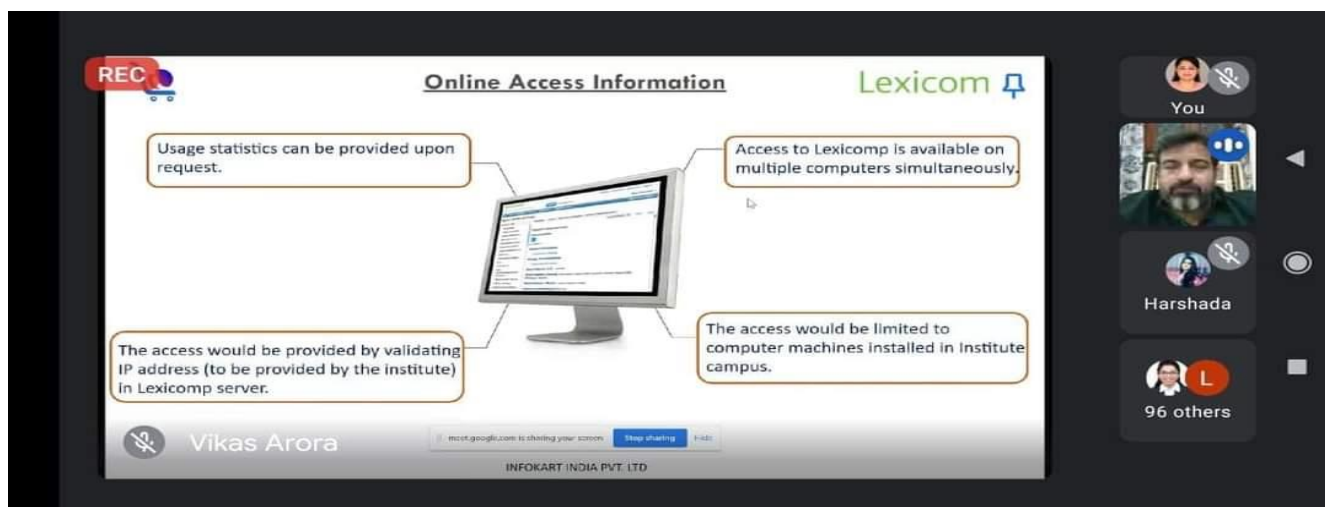 REC
Online Access Information
Lexicom
Usage statistics can be provided upon
request.
Access to Lexicomp is available on
multiple computers simultaneously.
The access would be provided by validating
IP address (to be provided by the institute)
in Lexicomp server.
The access would be limited to
computer machines installed in Institute
campus.
Vikas Arora
meet.google.com is sharing your screen
Stop sharing
Hide
INFOKART INDIA PVT. LTD
You
Harshada
L
96 others